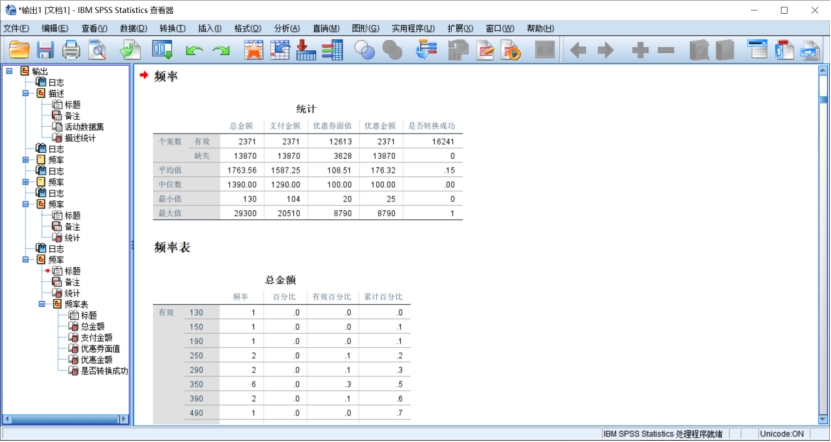 *输出1 [文档1] - IBM SPSS Statistics 查看器
文件(F) 编辑(E) 查看(V) 数据(D) 转换(T) 插入(I) 格式(O) 分析(A) 直销(M) 图形(G) 实用程序(U) 扩展(X) 窗口(W) 帮助(H)
输出
日志
描述
标题
备注
活动数据集
描述统计
日志
频率
日志
频率
日志
频率
标题
备注
统计
日志
频率
标题
备注
统计
频率表
标题
总金额
支付金额
优惠券面值
优惠金额
是否转换成功
频率
统计
总金额 支付金额 优惠券面值 优惠金额 是否转换成功
个案数 有效 2371 2371 12613 2371 16241
缺失 13870 13870 3628 13870 0
平均值 1763.56 1587.25 108.51 176.32 .15
中位数 1390.00 1290.00 100.00 100.00 .00
最小值 130 104 20 25 0
最大值 29300 20510 8790 8790 1
频率表
总金额
频率 百分比 有效百分比 累计百分比
有效 130 1 .0 .0 .0
150 1 .0 .0 .1
190 1 .0 .0 .1
250 2 .0 .1 .2
290 2 .0 .1 .3
350 6 .0 .3 .5
390 2 .0 .1 .6
490 1 .0 .0 .7
IBM SPSS Statistics 处理程序就绪 Unicode:ON